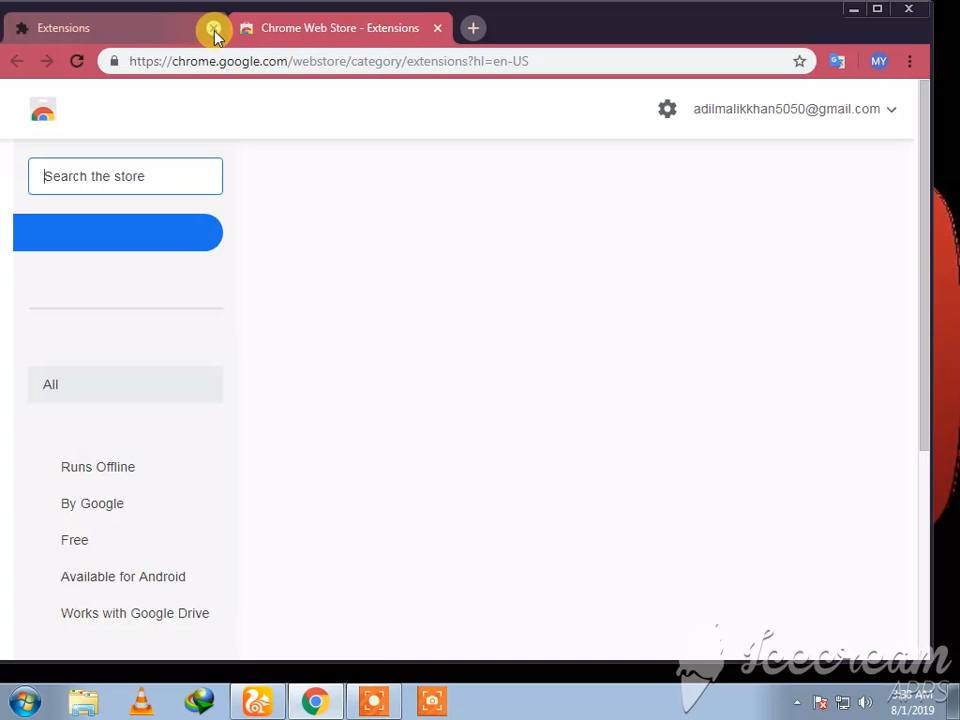 Extensions
Chrome Web Store - Extensions
https://chrome.google.com/webstore/category/extensions?hl=en-US
MY
adilmalikkhan5050@gmail.com
Search the store
All
Runs Offline
By Google
Free
Available for Android
Works with Google Drive
Icecream
APPS
8/1/2019